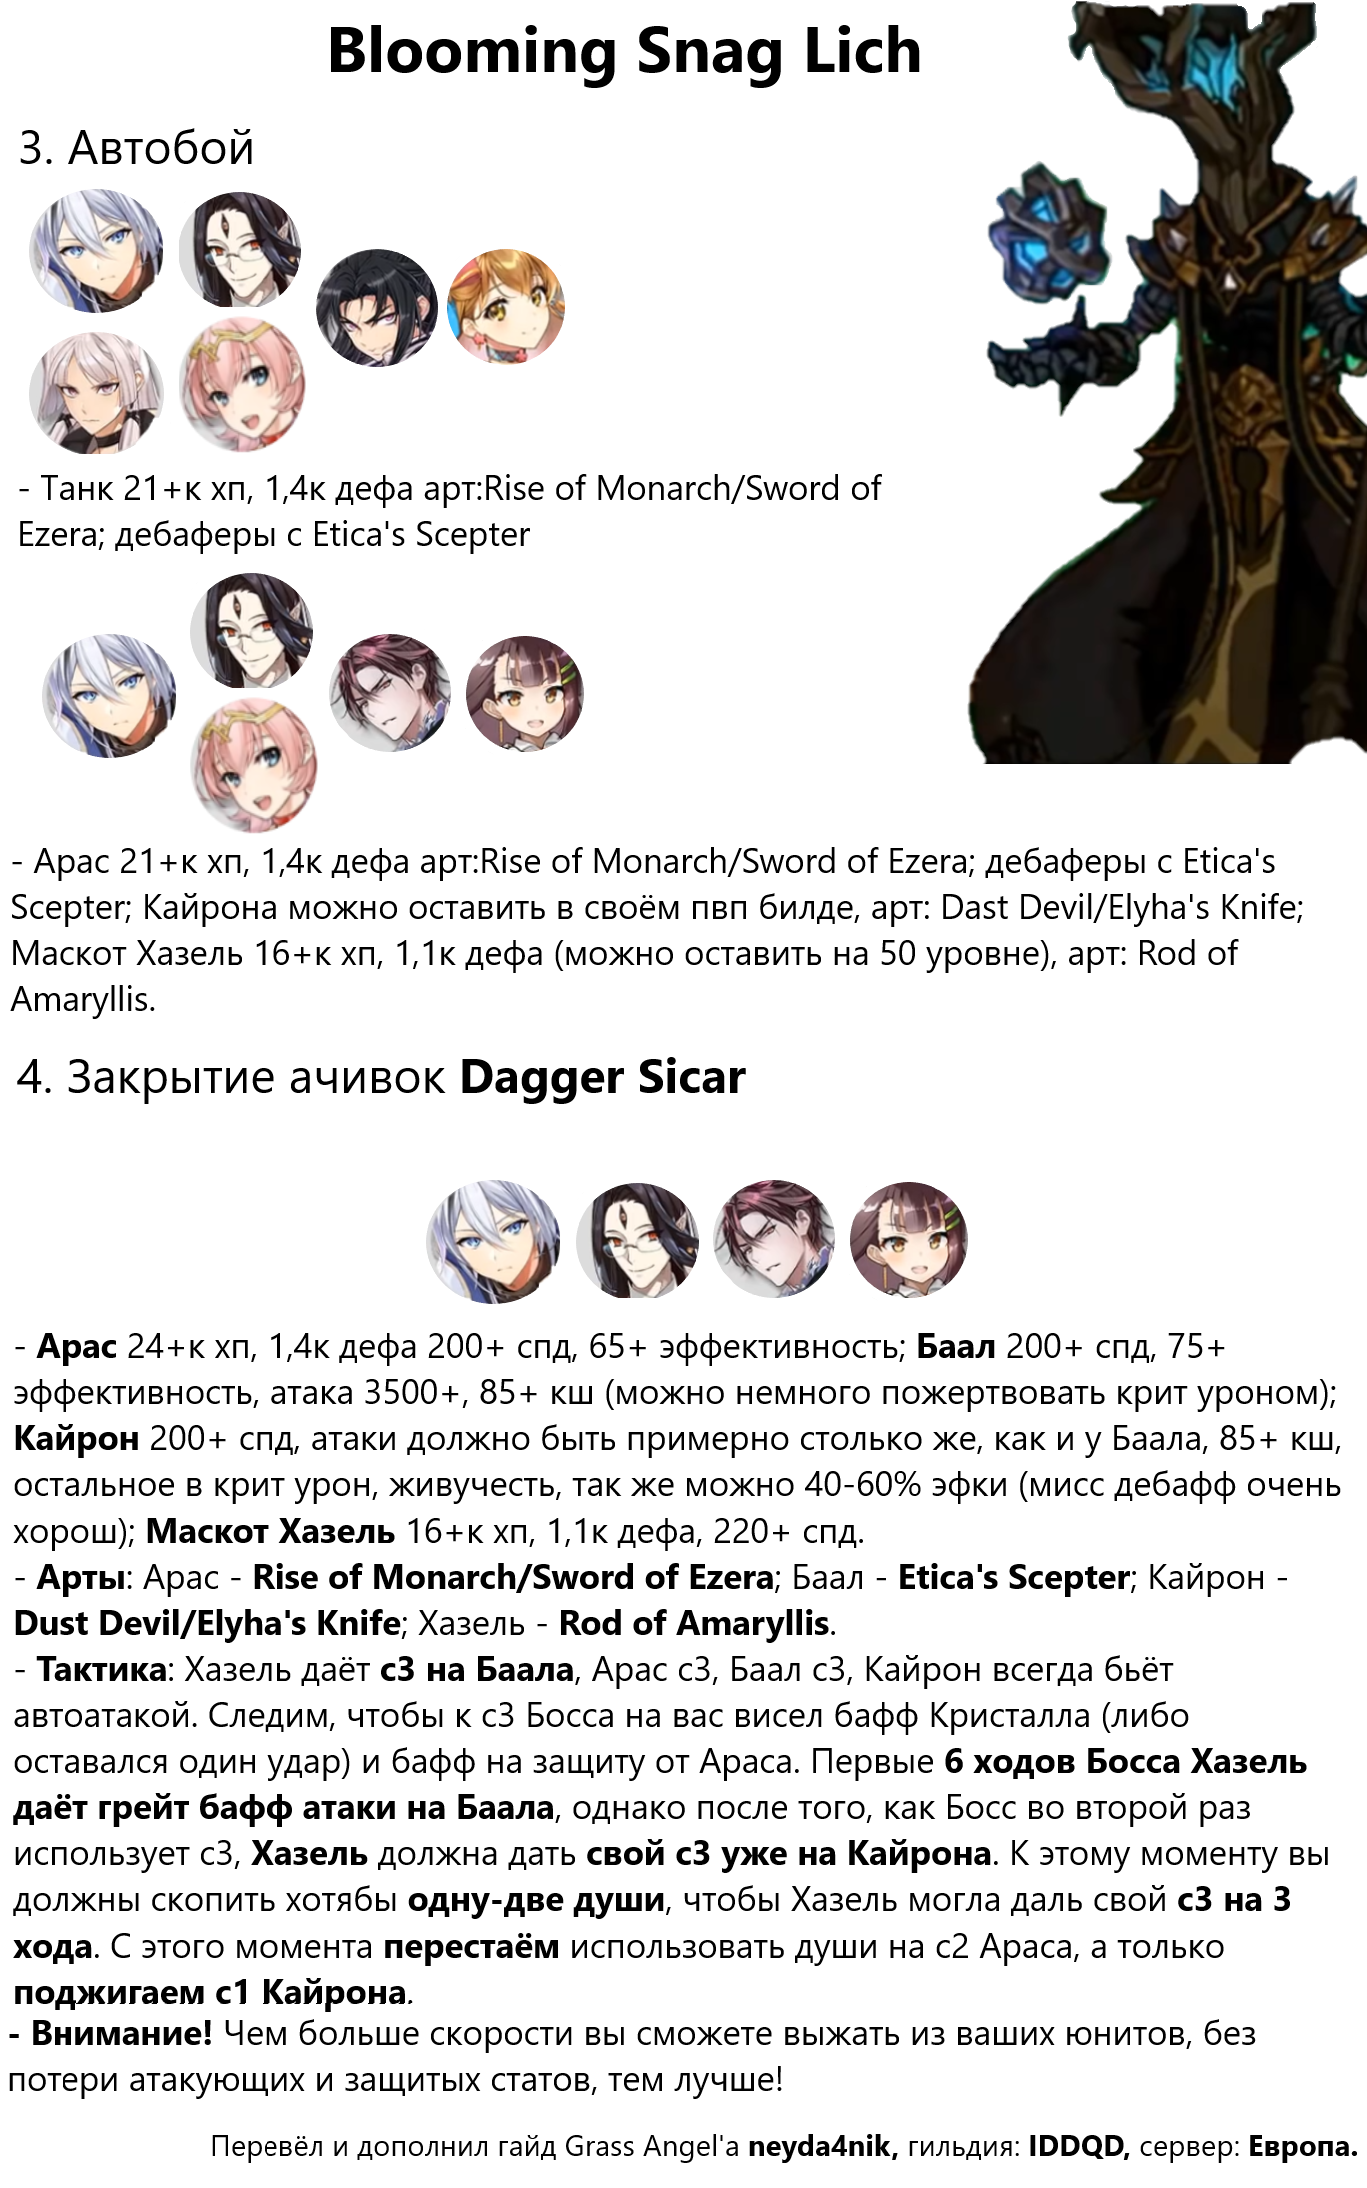 Blooming Snag Lich
3. Автобой
- Танк 21+к хп, 1,4к дефа арт:Rise of Monarch/Sword of
Ezera; дебаферы с Etica's Scepter
- Арас 21+к хп, 1,4к дефа арт:Rise of Monarch/Sword of Ezera; дебаферы с Etica's
Scepter; Кайрона можно оставить в своём пвп билде, арт: Dast Devil/Elyha's Knife;
Маскот Хазель 16+к хп, 1,1к дефа (можно оставить на 50 уровне), арт: Rod of
Amaryllis.
4. Закрытие ачивок Dagger Sicar
- Арас 24+к хп, 1,4к дефа 200+ спд, 65+ эффективность; Баал 200+ спд, 75+
эффективность, атака 3500+, 85+ кш (можно немного пожертвовать крит уроном);
Кайрон 200+ спд, атаки должно быть примерно столько же, как и у Баала, 85+ кш,
остальное в крит урон, живучесть, так же можно 40-60% эфки (мисс дебафф очень
хорош); Маскот Хазель 16+к хп, 1,1к дефа, 220+ спд.
- Арты: Арас - Rise of Monarch/Sword of Ezera; Баал - Etica's Scepter; Кайрон -
Dust Devil/Elyha's Knife; Хазель - Rod of Amaryllis.
- Тактика: Хазель даёт с3 на Баала, Арас с3, Баал с3, Кайрон всегда бьёт
автоатакой. Следим, чтобы к с3 Босса на вас висел бафф Кристалла (либо
оставался один удар) и бафф на защиту от Араса. Первые 6 ходов Босса Хазель
даёт грейт бафф атаки на Баала, однако после того, как Босс во второй раз
использует с3, Хазель должна дать свой с3 уже на Кайрона. К этому моменту вы
должны скопить хотябы одну-две души, чтобы Хазель могла даль свой с3 на 3
хода. С этого момента перестаём использовать души на с2 Араса, а только
поджигаем с1 Кайрона.
- Внимание! Чем больше скорости вы сможете выжать из ваших юнитов, без
потери атакующих и защитых статов, тем лучше!
Перевёл и дополнил гайд Grass Angel'а neyda4nik, гильдия: IDDQD, сервер: Европа.